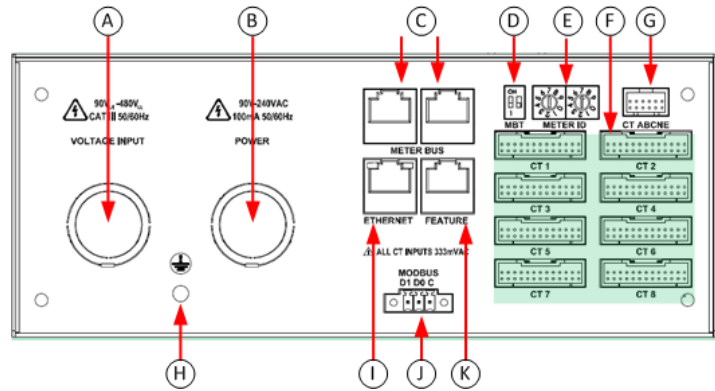 A B C D E F G
90V -480V
CAT III 50/60Hz
VOLTAGE INPUT
90V-240VAC
100mA 50/60Hz
POWER
METER BUS
ON
1
MBT
METER ID
CT ABCNE
CT 1
CT 2
CT 3
CT 4
CT 5
CT 6
CT 7
CT 8
ETHERNET
FEATURE
ALL CT INPUTS 333mVAC
MODBUS
D1 D0 C
H I J K